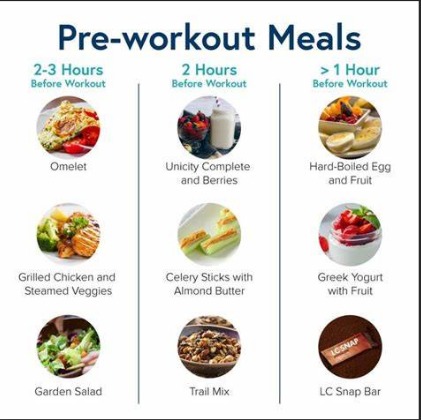 Pre-workout Meals
2-3 Hours
Before Workout
2 Hours
Before Workout
> 1 Hour
Before Workout
Omelet
Unicity Complete
and Berries
Hard-Boiled Egg
and Fruit
Grilled Chicken and
Steamed Veggies
Celery Sticks with
Almond Butter
Greek Yogurt
with Fruit
LC SNAP
Garden Salad
Trail Mix
LC Snap Bar